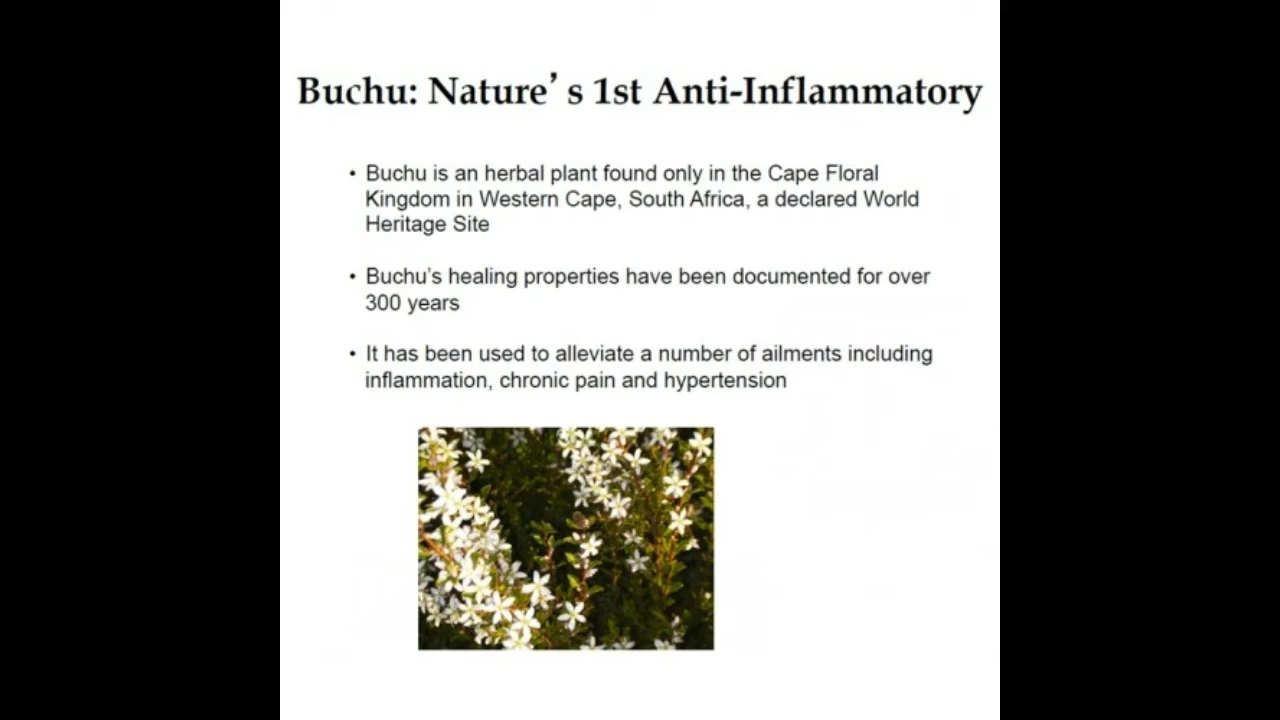 Buchu: Nature's 1st Anti-Inflammatory
• Buchu is an herbal plant found only in the Cape Floral
Kingdom in Western Cape, South Africa, a declared World
Heritage Site
• Buchu's healing properties have been documented for over
300 years
• It has been used to alleviate a number of ailments including
inflammation, chronic pain and hypertension